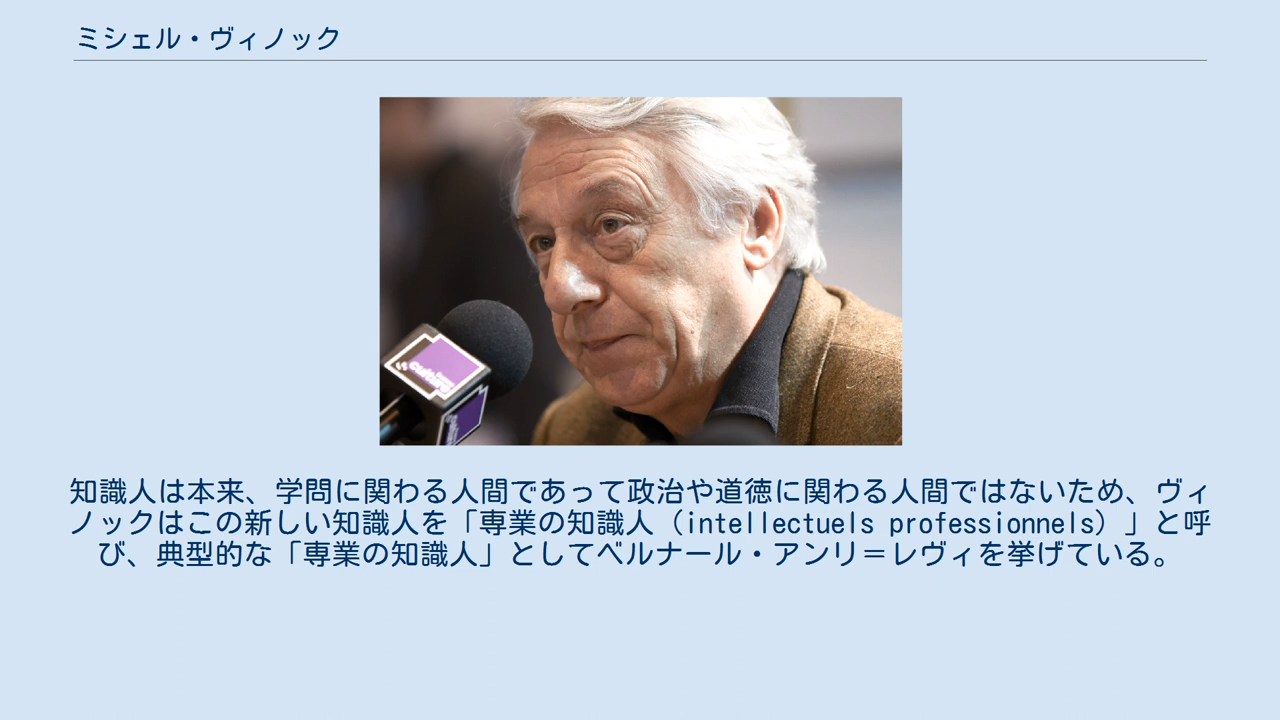 ミシェル・ヴィノック
culture
知識人は本来、学問に関わる人間であって政治や道徳に関わる人間ではないため、ヴィ
ノックはこの新しい知識人を「専業の知識人（intellectuels professionnels）」と呼
び、典型的な「専業の知識人」としてベルナール・アンリ＝レヴィを挙げている。